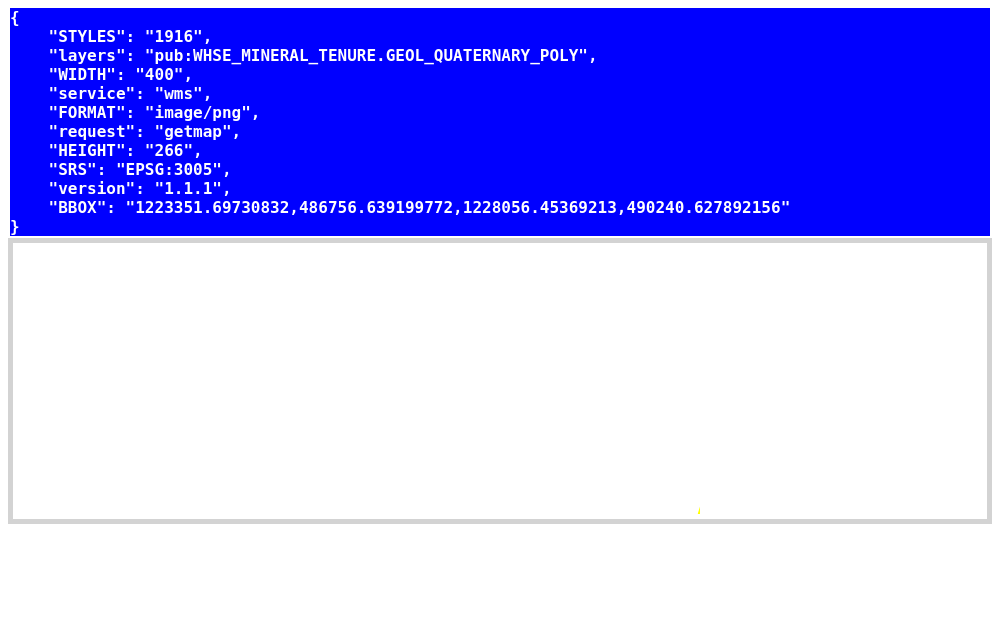 {
    "STYLES": "1916",
    "layers": "pub:WHSE_MINERAL_TENURE.GEOL_QUATERNARY_POLY",
    "WIDTH": "400",
    "service": "wms",
    "FORMAT": "image/png",
    "request": "getmap",
    "HEIGHT": "266",
    "SRS": "EPSG:3005",
    "version": "1.1.1",
    "BBOX": "1223351.69730832,486756.639199772,1228056.45369213,490240.627892156"
}